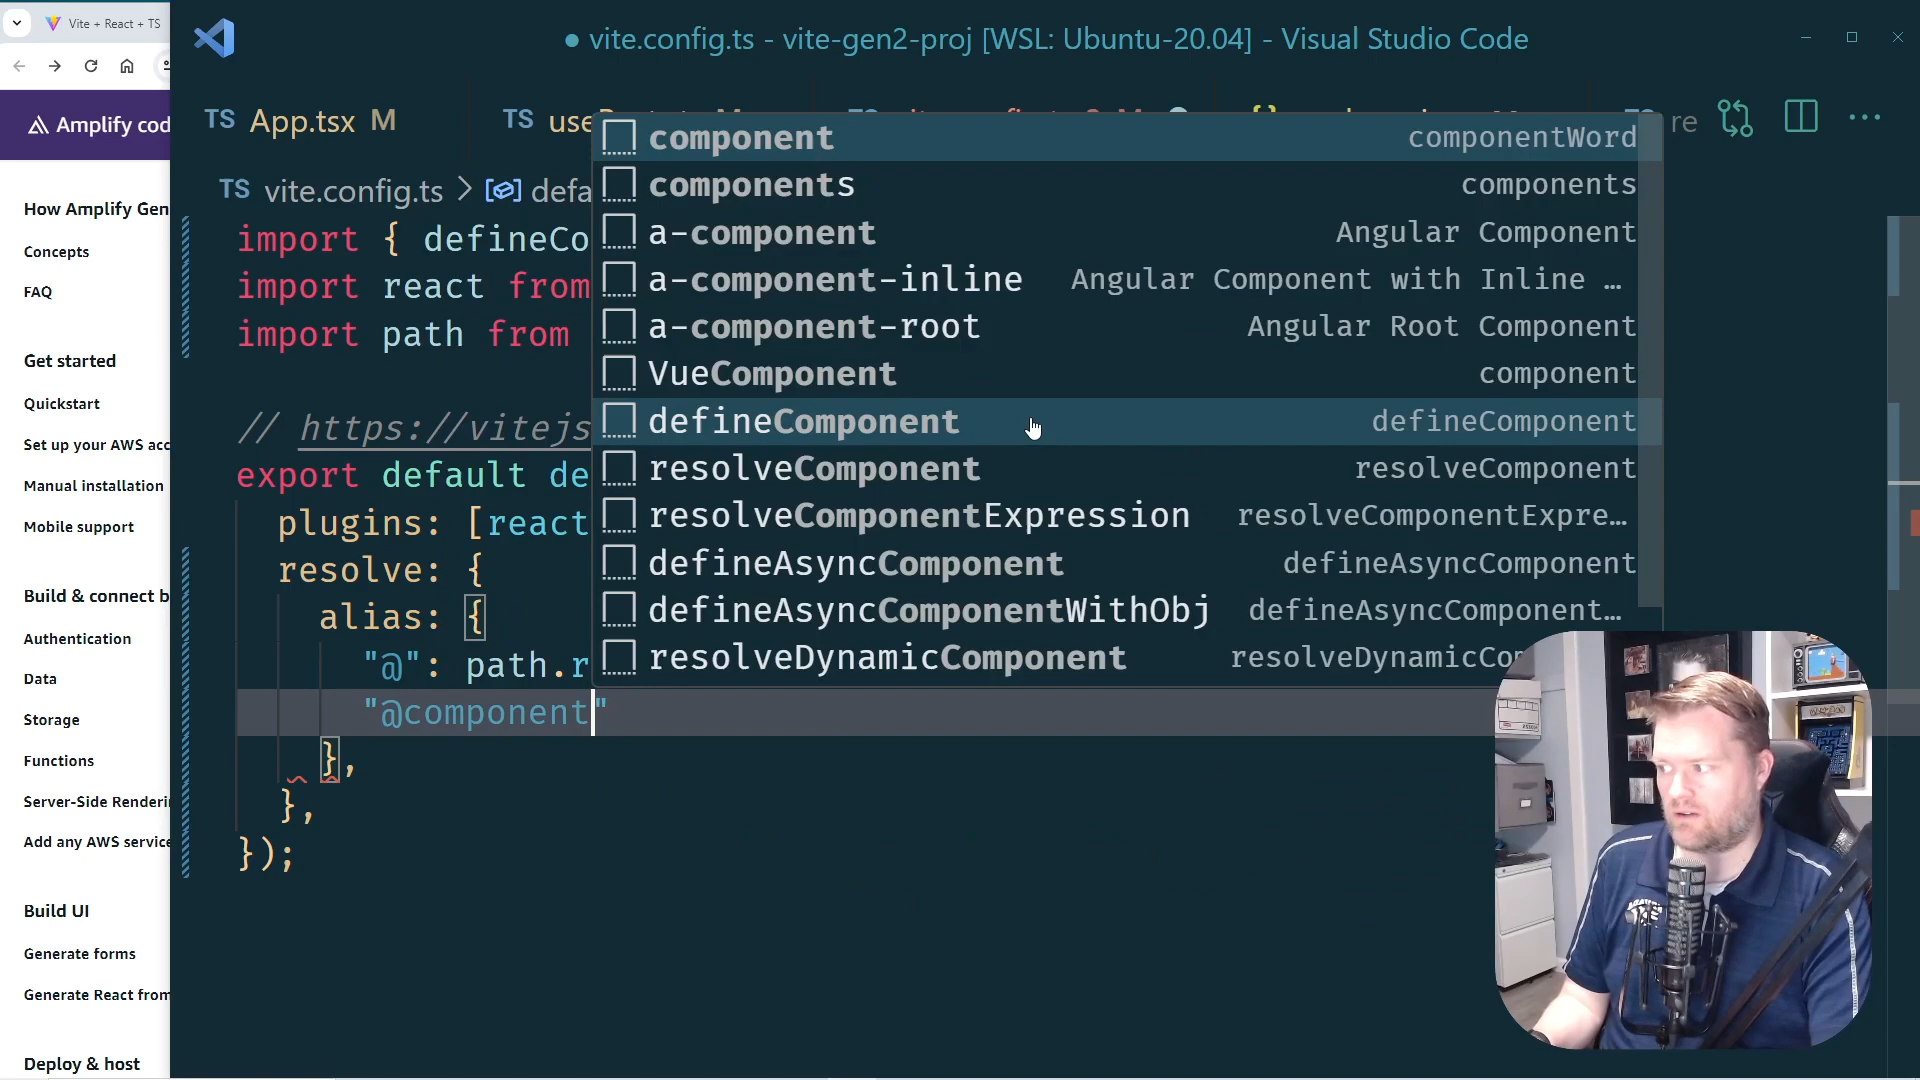 Vite + React + TS
vite.config.ts - vite-gen2-proj [WSL: Ubuntu-20.04] - Visual Studio Code
Amplify cod
TS App.tsx M
TS use
re
TS vite.config.ts > defa
import { defineCo
import react from
import path from
// https://vitejs
export default de
plugins: [react
resolve: {
alias: {
"@": path.r
"@component"
},
},
});
component componentWord
components components
a-component Angular Component
a-component-inline Angular Component with Inline …
a-component-root Angular Root Component
VueComponent component
defineComponent defineComponent
resolveComponent resolveComponent
resolveComponentExpression resolveComponentExpre…
defineAsyncComponent defineAsyncComponent
defineAsyncComponentWithObj defineAsyncComponent…
resolveDynamicComponent resolveDynamicCo
How Amplify Gen
Concepts
FAQ
Get started
Quickstart
Set up your AWS acc
Manual installation
Mobile support
Build & connect b
Authentication
Data
Storage
Functions
Server-Side Renderi
Add any AWS service
Build UI
Generate forms
Generate React from
Deploy & host